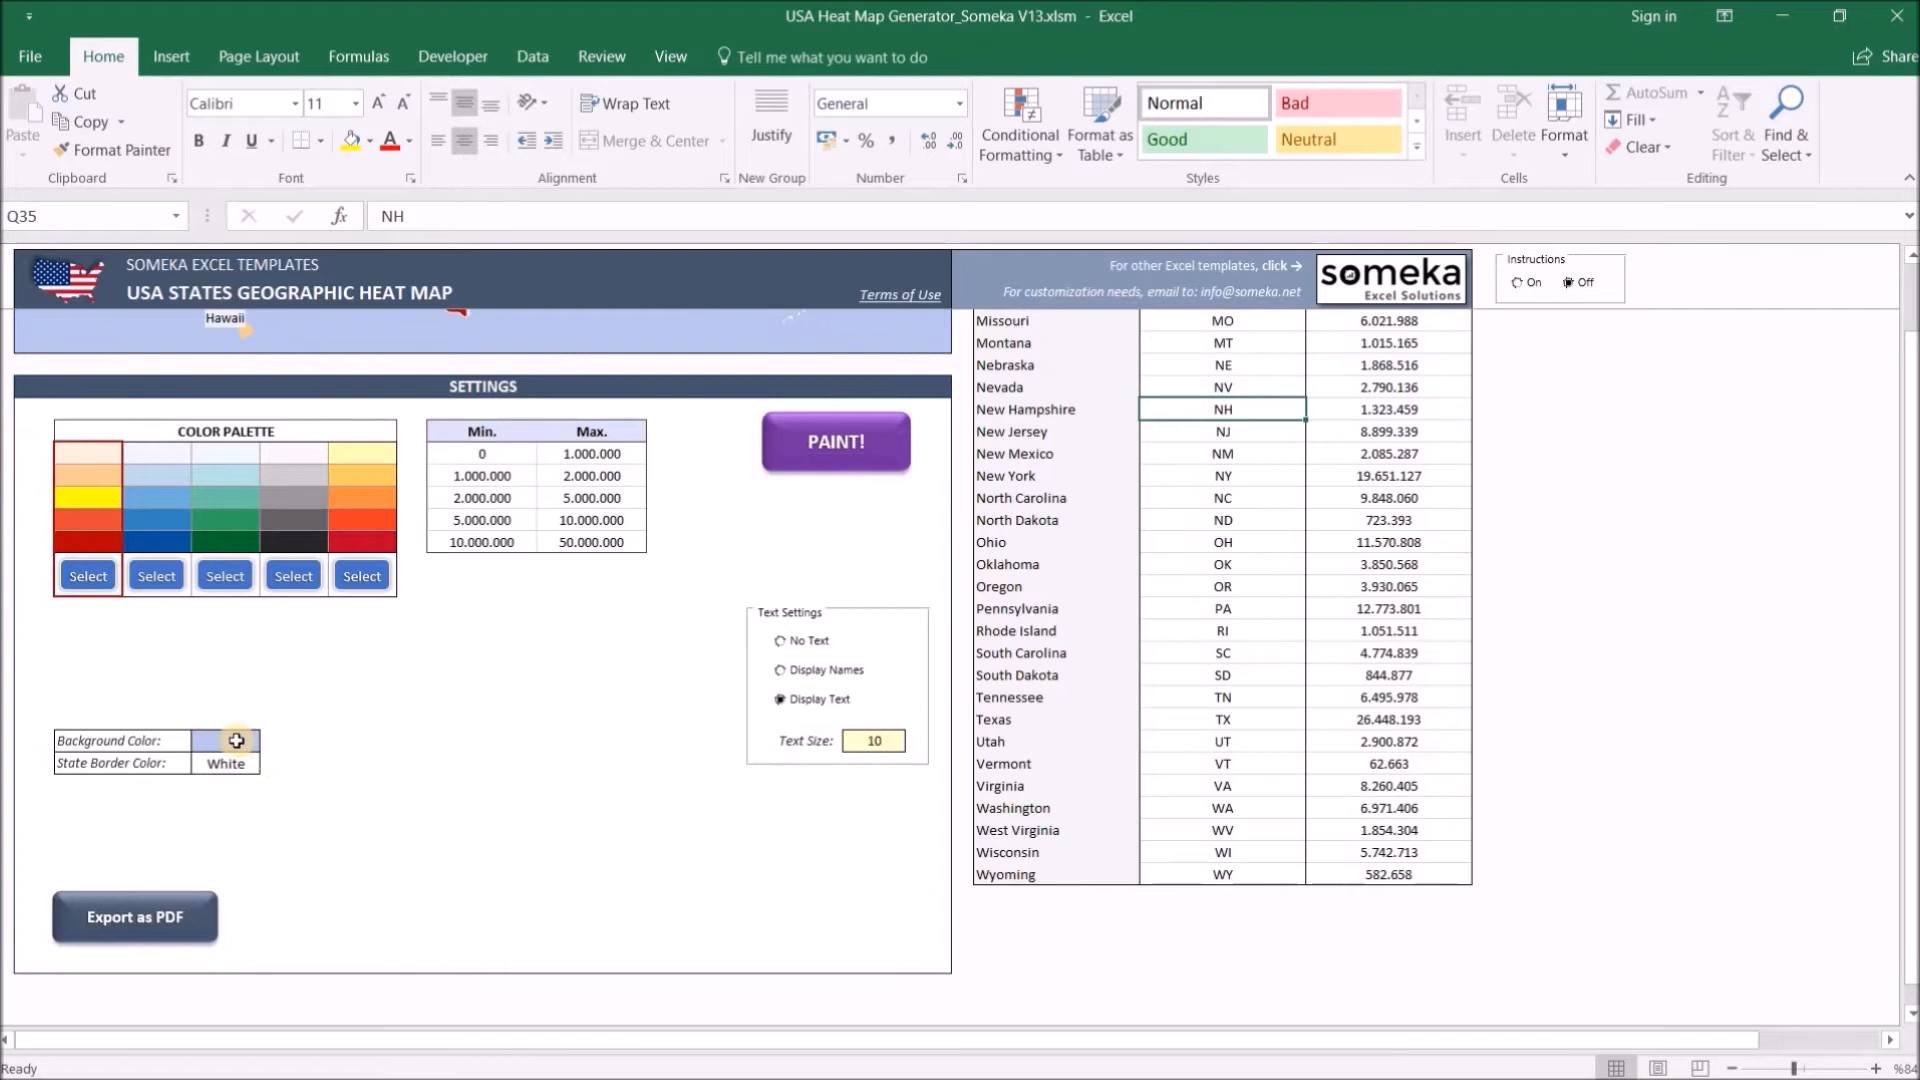 USA Heat Map Generator_Someka V13.xlsm - Excel
Sign in
File Home Insert Page Layout Formulas Developer Data Review View Tell me what you want to do
Share
Paste
Cut
Copy
Format Painter
Clipboard
Calibri 11
B I U A
Font
Wrap Text
Merge & Center
Alignment
Justify
New Group
General
%
Number
Conditional Formatting
Format as Table
Normal Bad
Good Neutral
Styles
Insert Delete Format
Cells
AutoSum
Fill
Clear
Sort & Filter
Find & Select
Editing
Q35 fx NH
SOMEKA EXCEL TEMPLATES
USA STATES GEOGRAPHIC HEAT MAP
Terms of Use
For other Excel templates, click →
For customization needs, email to: info@someka.net
someka
Excel Solutions
Instructions
On Off
Hawaii
SETTINGS
COLOR PALETTE
Select Select Select Select Select
Min. Max.
0 1.000.000
1.000.000 2.000.000
2.000.000 5.000.000
5.000.000 10.000.000
10.000.000 50.000.000
PAINT!
Text Settings
No Text
Display Names
Display Text
Text Size: 10
Background Color:
State Border Color: White
Export as PDF
Missouri MO 6.021.988
Montana MT 1.015.165
Nebraska NE 1.868.516
Nevada NV 2.790.136
New Hampshire NH 1.323.459
New Jersey NJ 8.899.339
New Mexico NM 2.085.287
New York NY 19.651.127
North Carolina NC 9.848.060
North Dakota ND 723.393
Ohio OH 11.570.808
Oklahoma OK 3.850.568
Oregon OR 3.930.065
Pennsylvania PA 12.773.801
Rhode Island RI 1.051.511
South Carolina SC 4.774.839
South Dakota SD 844.877
Tennessee TN 6.495.978
Texas TX 26.448.193
Utah UT 2.900.872
Vermont VT 62.663
Virginia VA 8.260.405
Washington WA 6.971.406
West Virginia WV 1.854.304
Wisconsin WI 5.742.713
Wyoming WY 582.658
Ready
%84